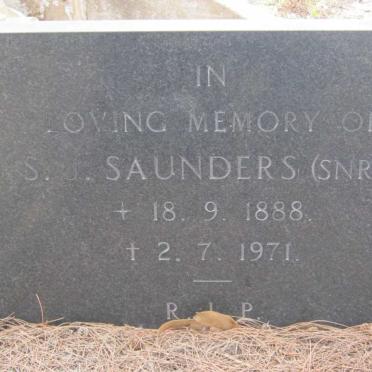 IN
LOVING MEMORY OF
S. J. SAUNDERS (SNR
+ 18. 9. 1888.
† 2. 7. 1971.
R. I. P.